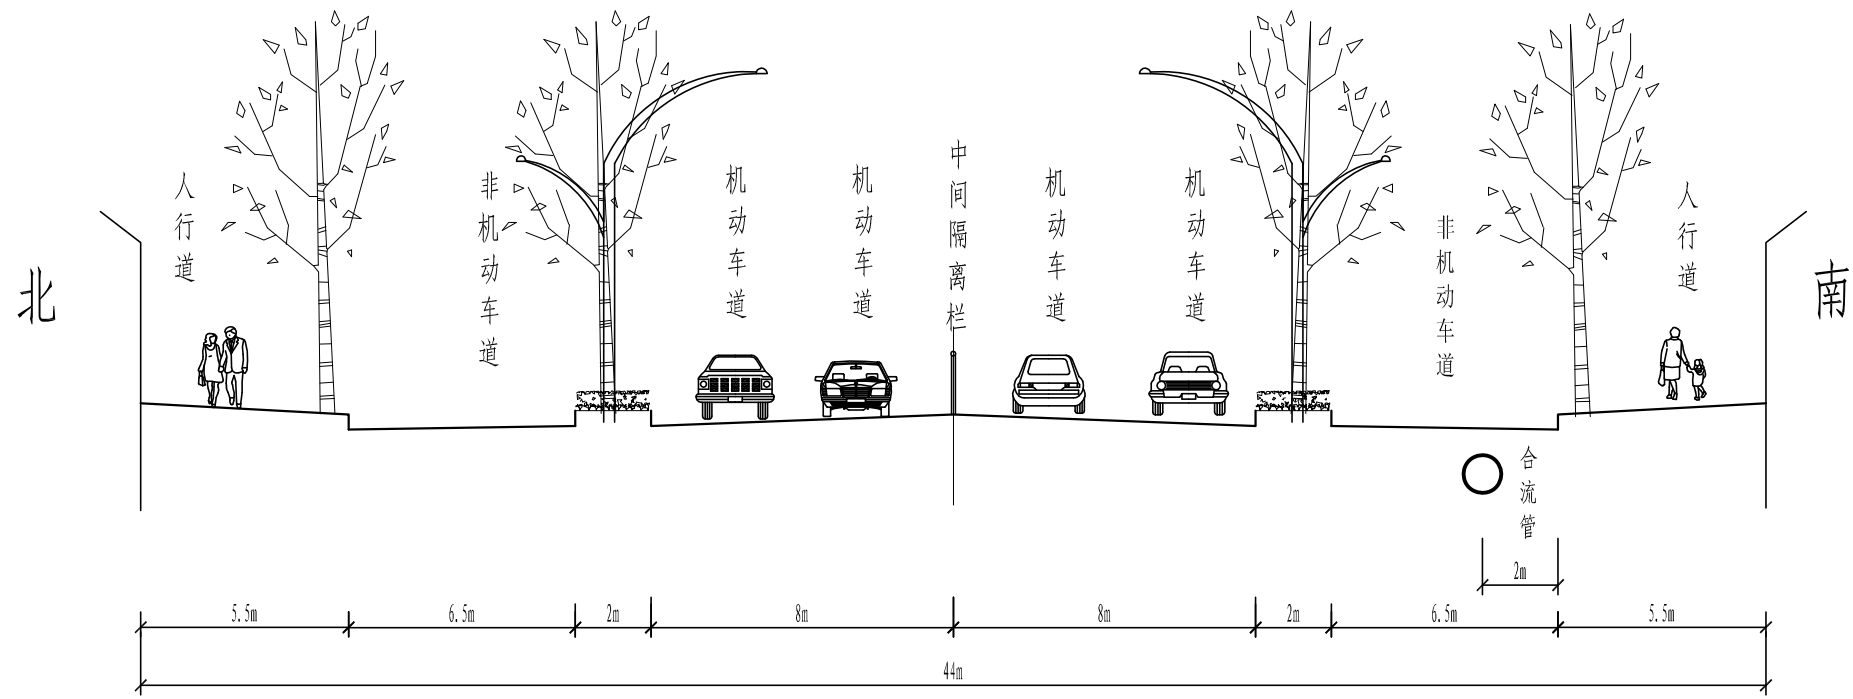 北
人行道
非机动车道
机动车道
机动车道
中间隔离栏
机动车道
机动车道
非机动车道
人行道
南
合流管
2m
5.5m
6.5m
2m
8m
8m
2m
6.5m
5.5m
44m